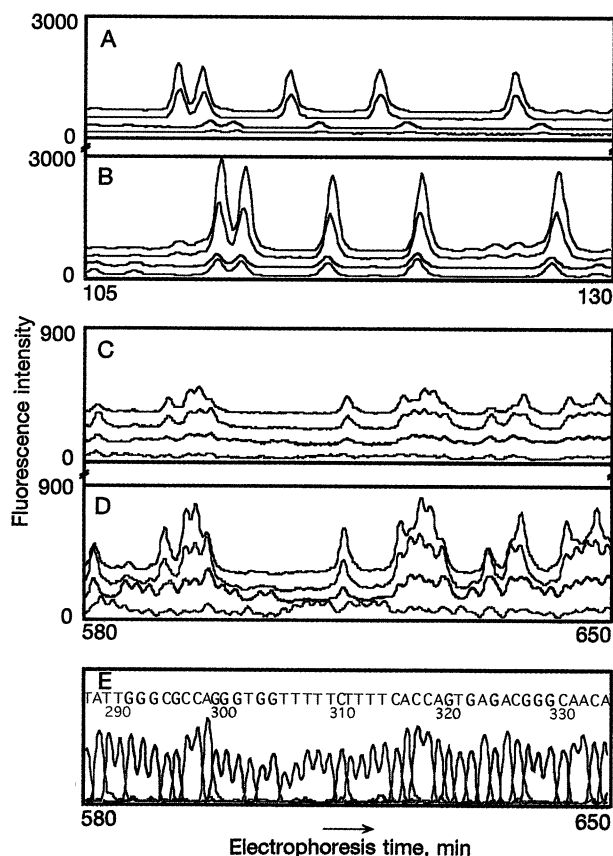 3000
A
0
3000
B
0
105 130
900
C
0
900
D
0
580 650
Fluorescence intensity
E
TATTGGGCGCCAGGGTGGTTTTTCTTTTCACCAGTGAGACGGGCAACA
290 300 310 320 330
580 650
Electrophoresis time, min